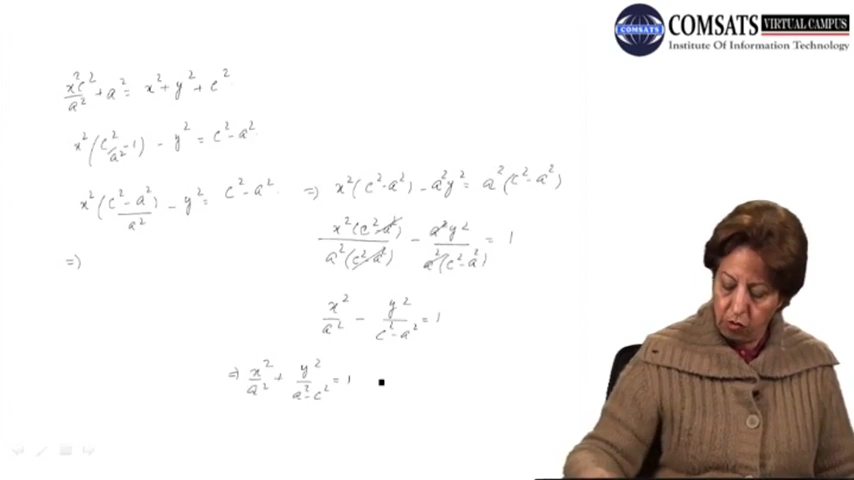 COMSATS
COMSATS VIRTUAL CAMPUS
Institute Of Information Technology
x²c²/a² + a² = x² + y² + c²
x²(c²/a² - 1) - y² = c² - a²
x²(c² - a²)/a² - y² = c² - a² ⇒ x²(c² - a²) - a²y² = a²(c² - a²)
⇒
x²(c² - a²)/a²(c² - a²) - a²y²/a²(c² - a²) = 1
x²/a² - y²/c² - a² = 1
⇒ x²/a² + y²/a² - c² = 1